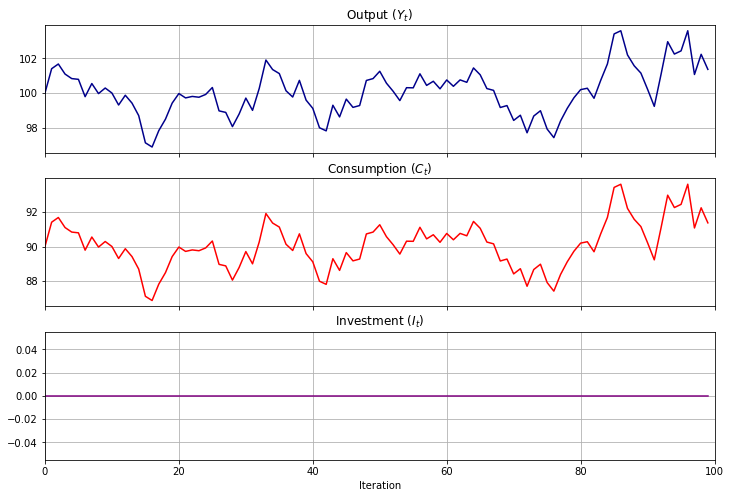 Output (Y_t)
102
100
98
Consumption (C_t)
92
90
88
Investment (I_t)
0.04
0.02
0.00
−0.02
−0.04
0 20 40 60 80 100
Iteration